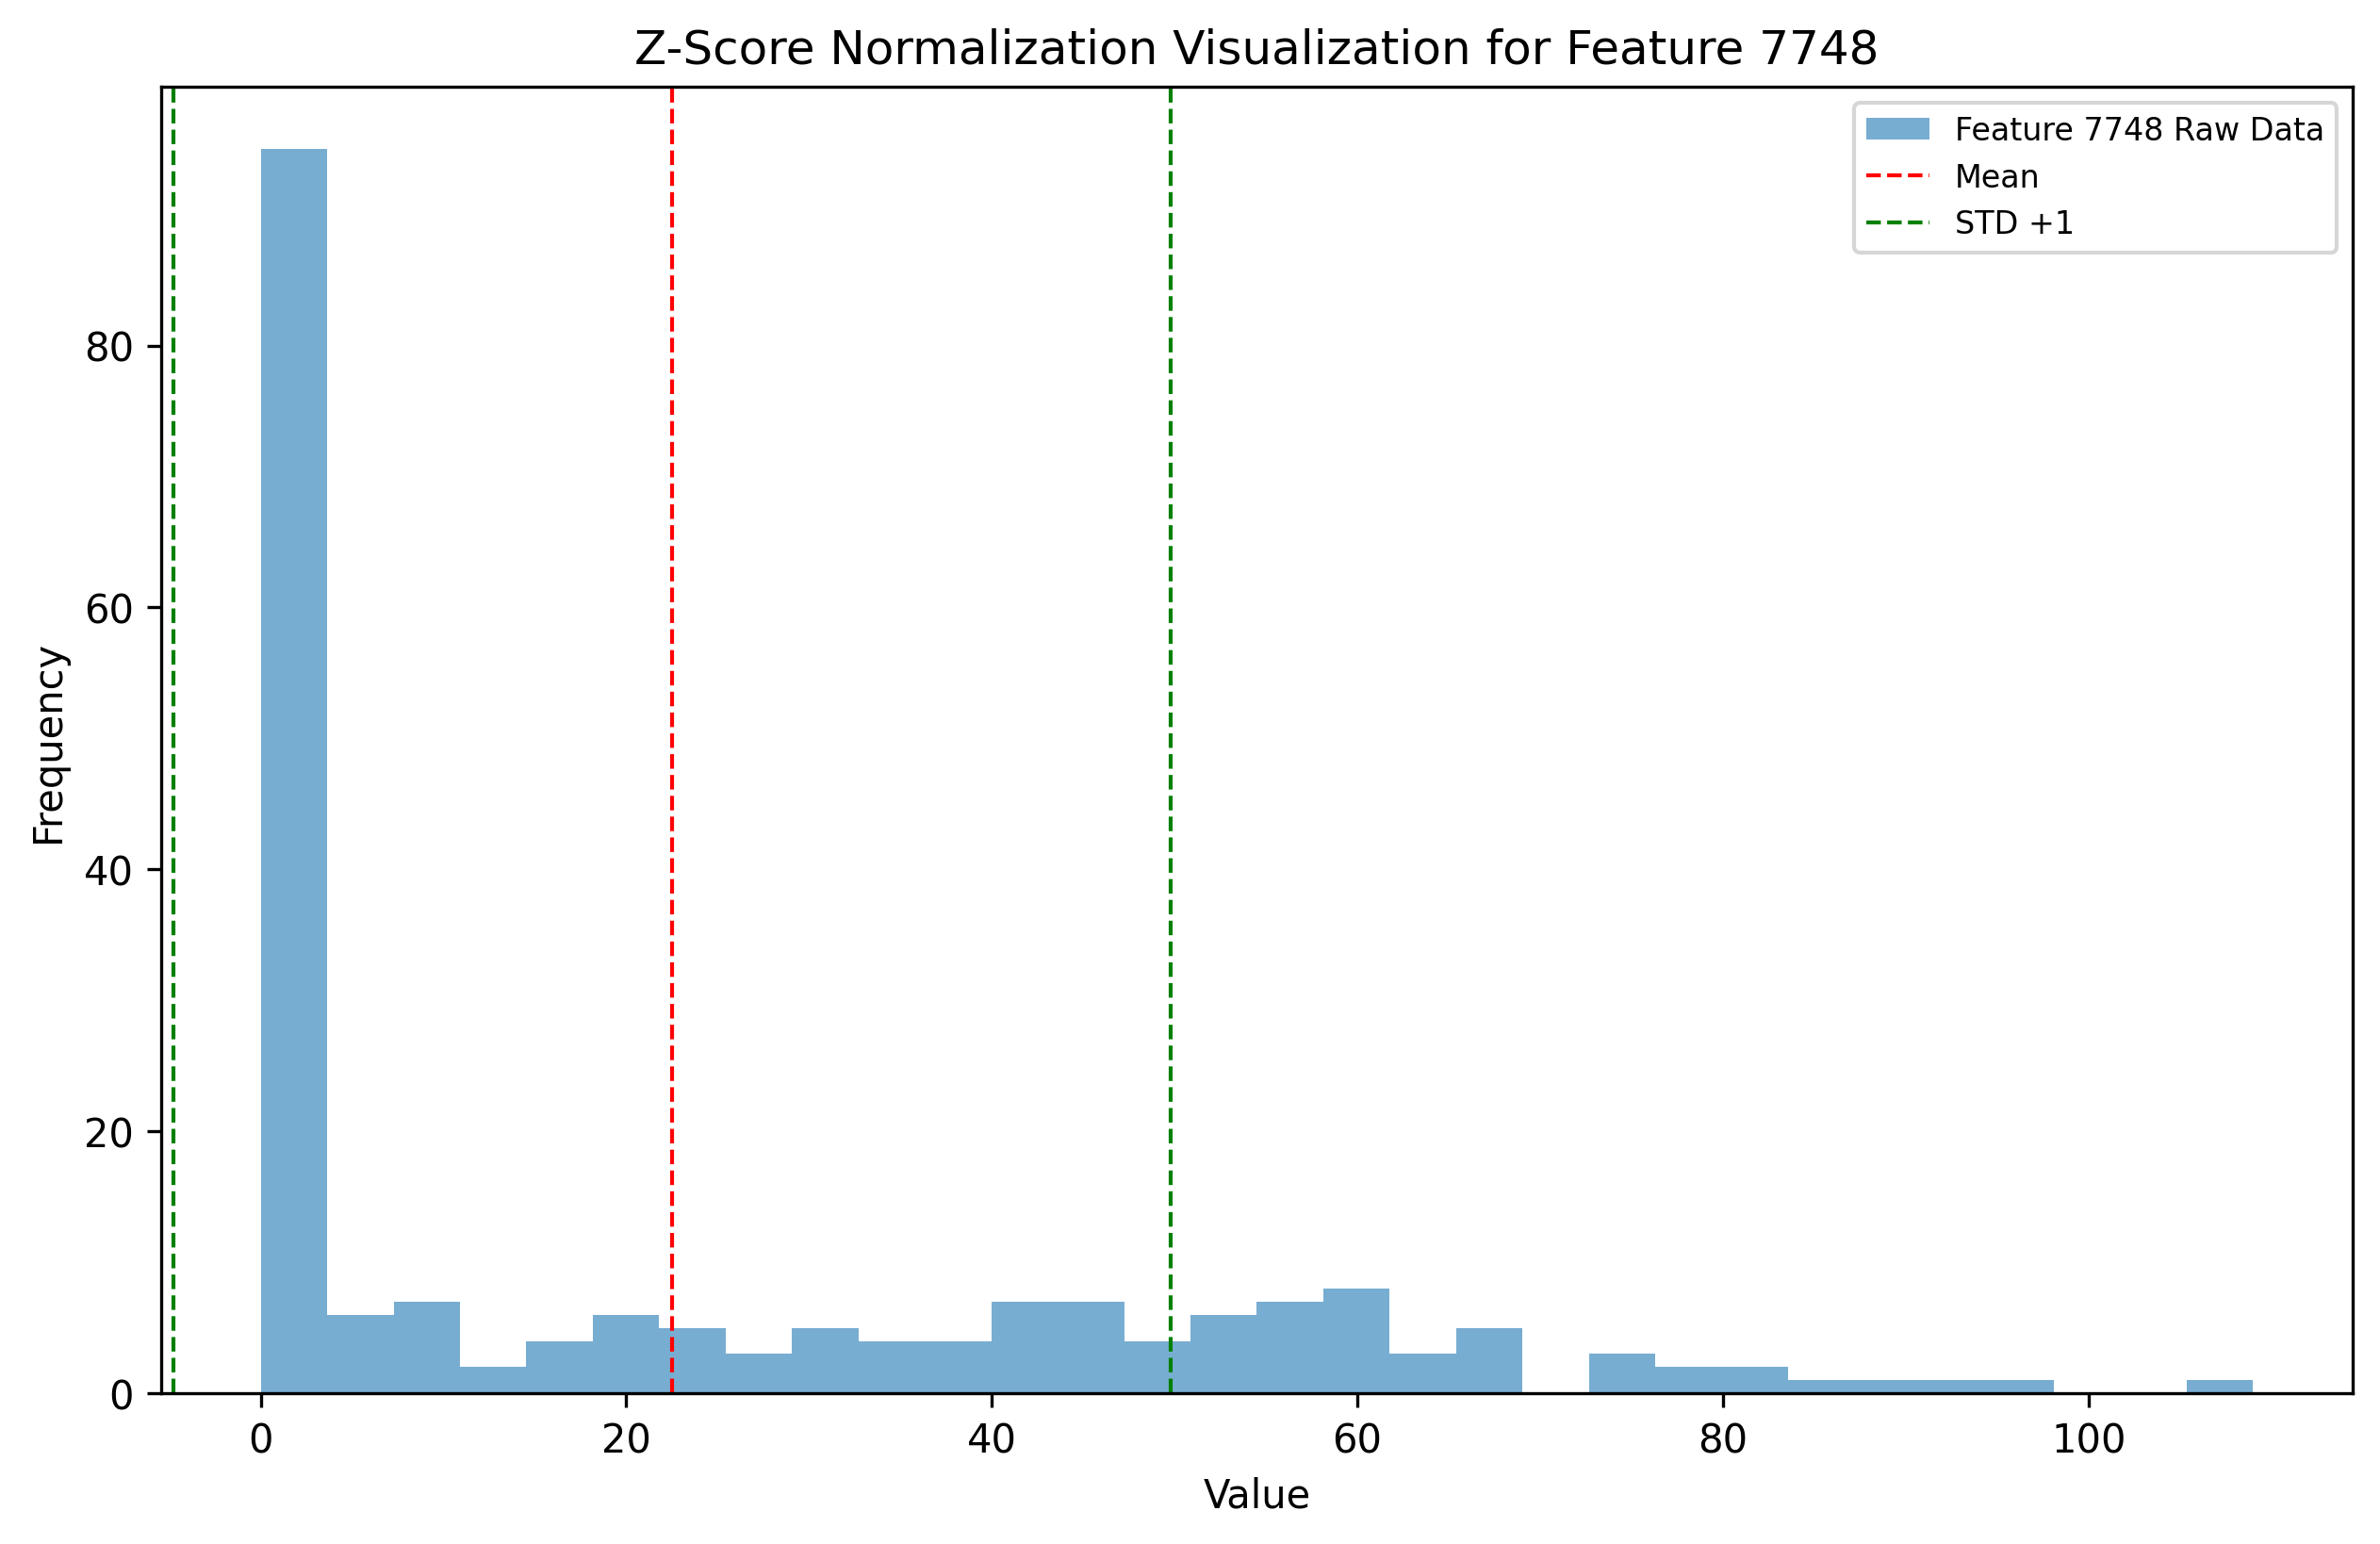 Z-Score Normalization Visualization for Feature 7748
Feature 7748 Raw Data
Mean
STD +1
Frequency
80
60
40
20
0
0 20 40 60 80 100
Value